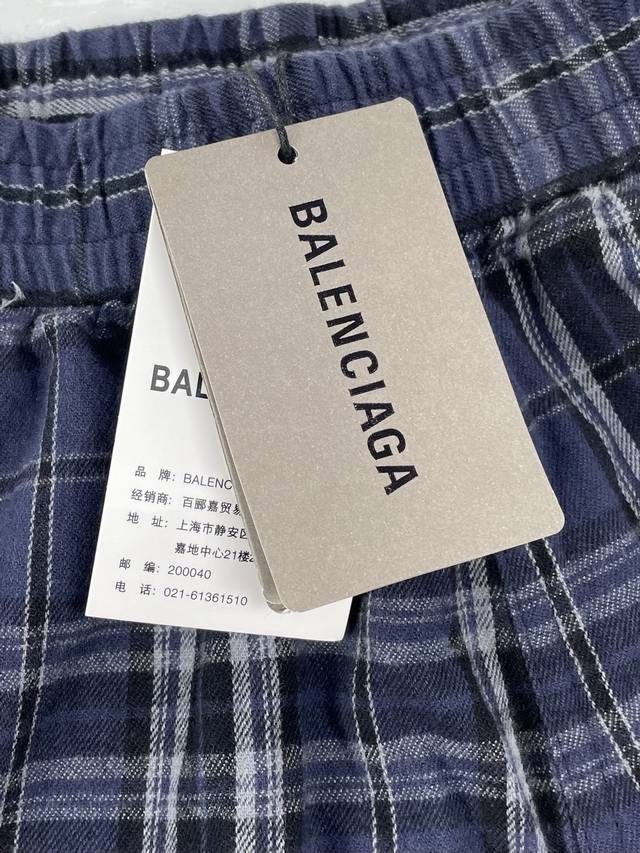 BALENCIAGA
BAL
品 牌: BALENC
经销商: 百郦嘉贸易
地 址: 上海市静安区
嘉地中心21楼2
邮 编: 200040
电 话: 021-61361510